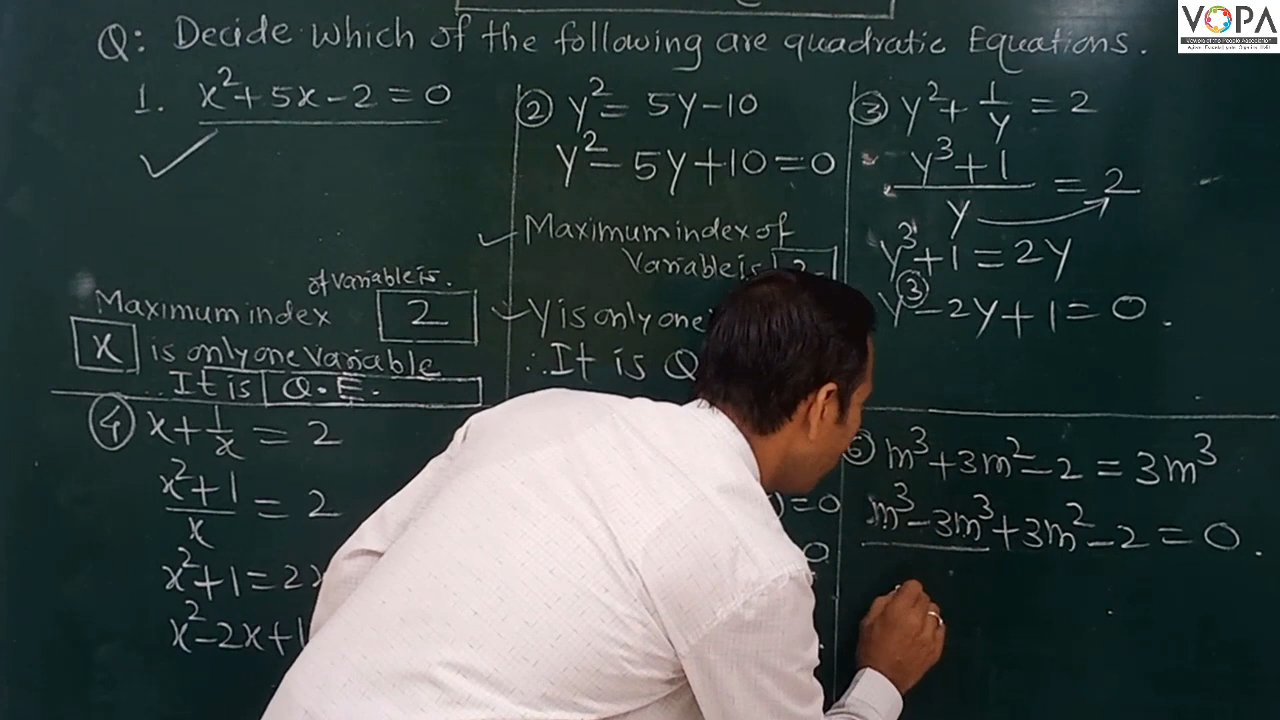 VOPA
Q: Decide which of the following are quadratic Equations.
1. x²+5x-2=0
② y²= 5y-10
y²-5y+10=0
Maximum index of
Variable is
Y is only one
∴It is Q
③ y²+ 1/y = 2
y³+1/y = 2
y³+1=2y
y³-2y+1=0.
of variable is.
Maximum index 2
x is only one variable
∴ It is Q.E.
④ x+1/x = 2
x²+1/x = 2
x²+1=2x
x²-2x+1
=0
0
⑥ m³+3m²-2=3m³
m³-3m³+3m²-2=0.